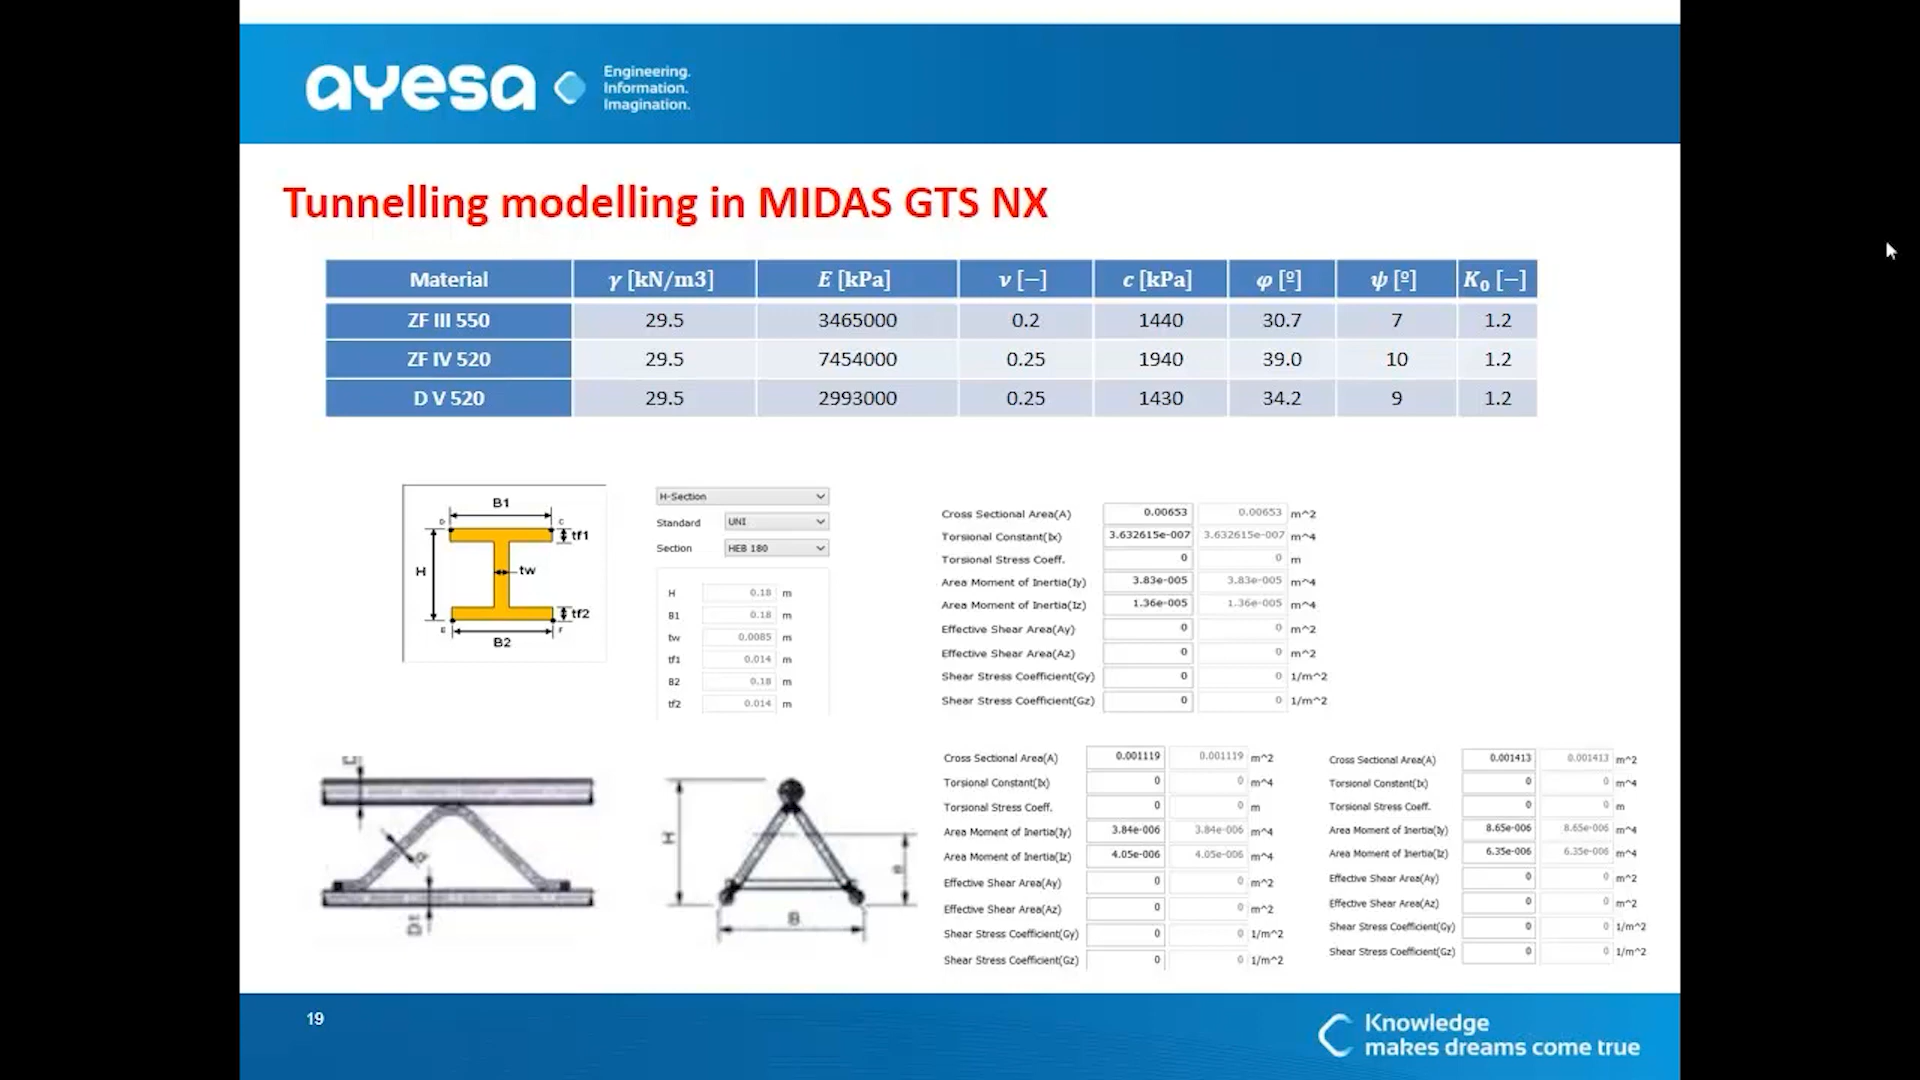 ayesa
Engineering.
Information.
Imagination.
Tunnelling modelling in MIDAS GTS NX
Material γ [kN/m3] E [kPa] ν [−] c [kPa] φ [º] ψ [º] K₀ [−]
ZF III 550 29.5 3465000 0.2 1440 30.7 7 1.2
ZF IV 520 29.5 7454000 0.25 1940 39.0 10 1.2
D V 520 29.5 2993000 0.25 1430 34.2 9 1.2
B1
D C
tf1
H
tw
tf2
E F
B2
H-Section
Standard UNI
Section HEB 180
H 0.18 m
B1 0.18 m
tw 0.0085 m
tf1 0.014 m
B2 0.18 m
tf2 0.014 m
Cross Sectional Area(A) 0.00653 0.00653 m^2
Torsional Constant(Ix) 3.632615e-007 3.632615e-007 m^4
Torsional Stress Coeff. 0 0 m
Area Moment of Inertia(Iy) 3.83e-005 3.83e-005 m^4
Area Moment of Inertia(Iz) 1.36e-005 1.36e-005 m^4
Effective Shear Area(Ay) 0 0 m^2
Effective Shear Area(Az) 0 0 m^2
Shear Stress Coefficient(Gy) 0 0 1/m^2
Shear Stress Coefficient(Gz) 0 0 1/m^2
D1
H
B
Cross Sectional Area(A) 0.001119 0.001119 m^2
Torsional Constant(Ix) 0 0 m^4
Torsional Stress Coeff. 0 0 m
Area Moment of Inertia(Iy) 3.84e-006 3.84e-006 m^4
Area Moment of Inertia(Iz) 4.05e-006 4.05e-006 m^4
Effective Shear Area(Ay) 0 0 m^2
Effective Shear Area(Az) 0 0 m^2
Shear Stress Coefficient(Gy) 0 0 1/m^2
Shear Stress Coefficient(Gz) 0 0 1/m^2
Cross Sectional Area(A) 0.001413 0.001413 m^2
Torsional Constant(Ix) 0 0 m^4
Torsional Stress Coeff. 0 0 m
Area Moment of Inertia(Iy) 8.65e-006 8.65e-006 m^4
Area Moment of Inertia(Iz) 6.35e-006 6.35e-006 m^4
Effective Shear Area(Ay) 0 0 m^2
Effective Shear Area(Az) 0 0 m^2
Shear Stress Coefficient(Gy) 0 0 1/m^2
Shear Stress Coefficient(Gz) 0 0 1/m^2
19
Knowledge
makes dreams come true